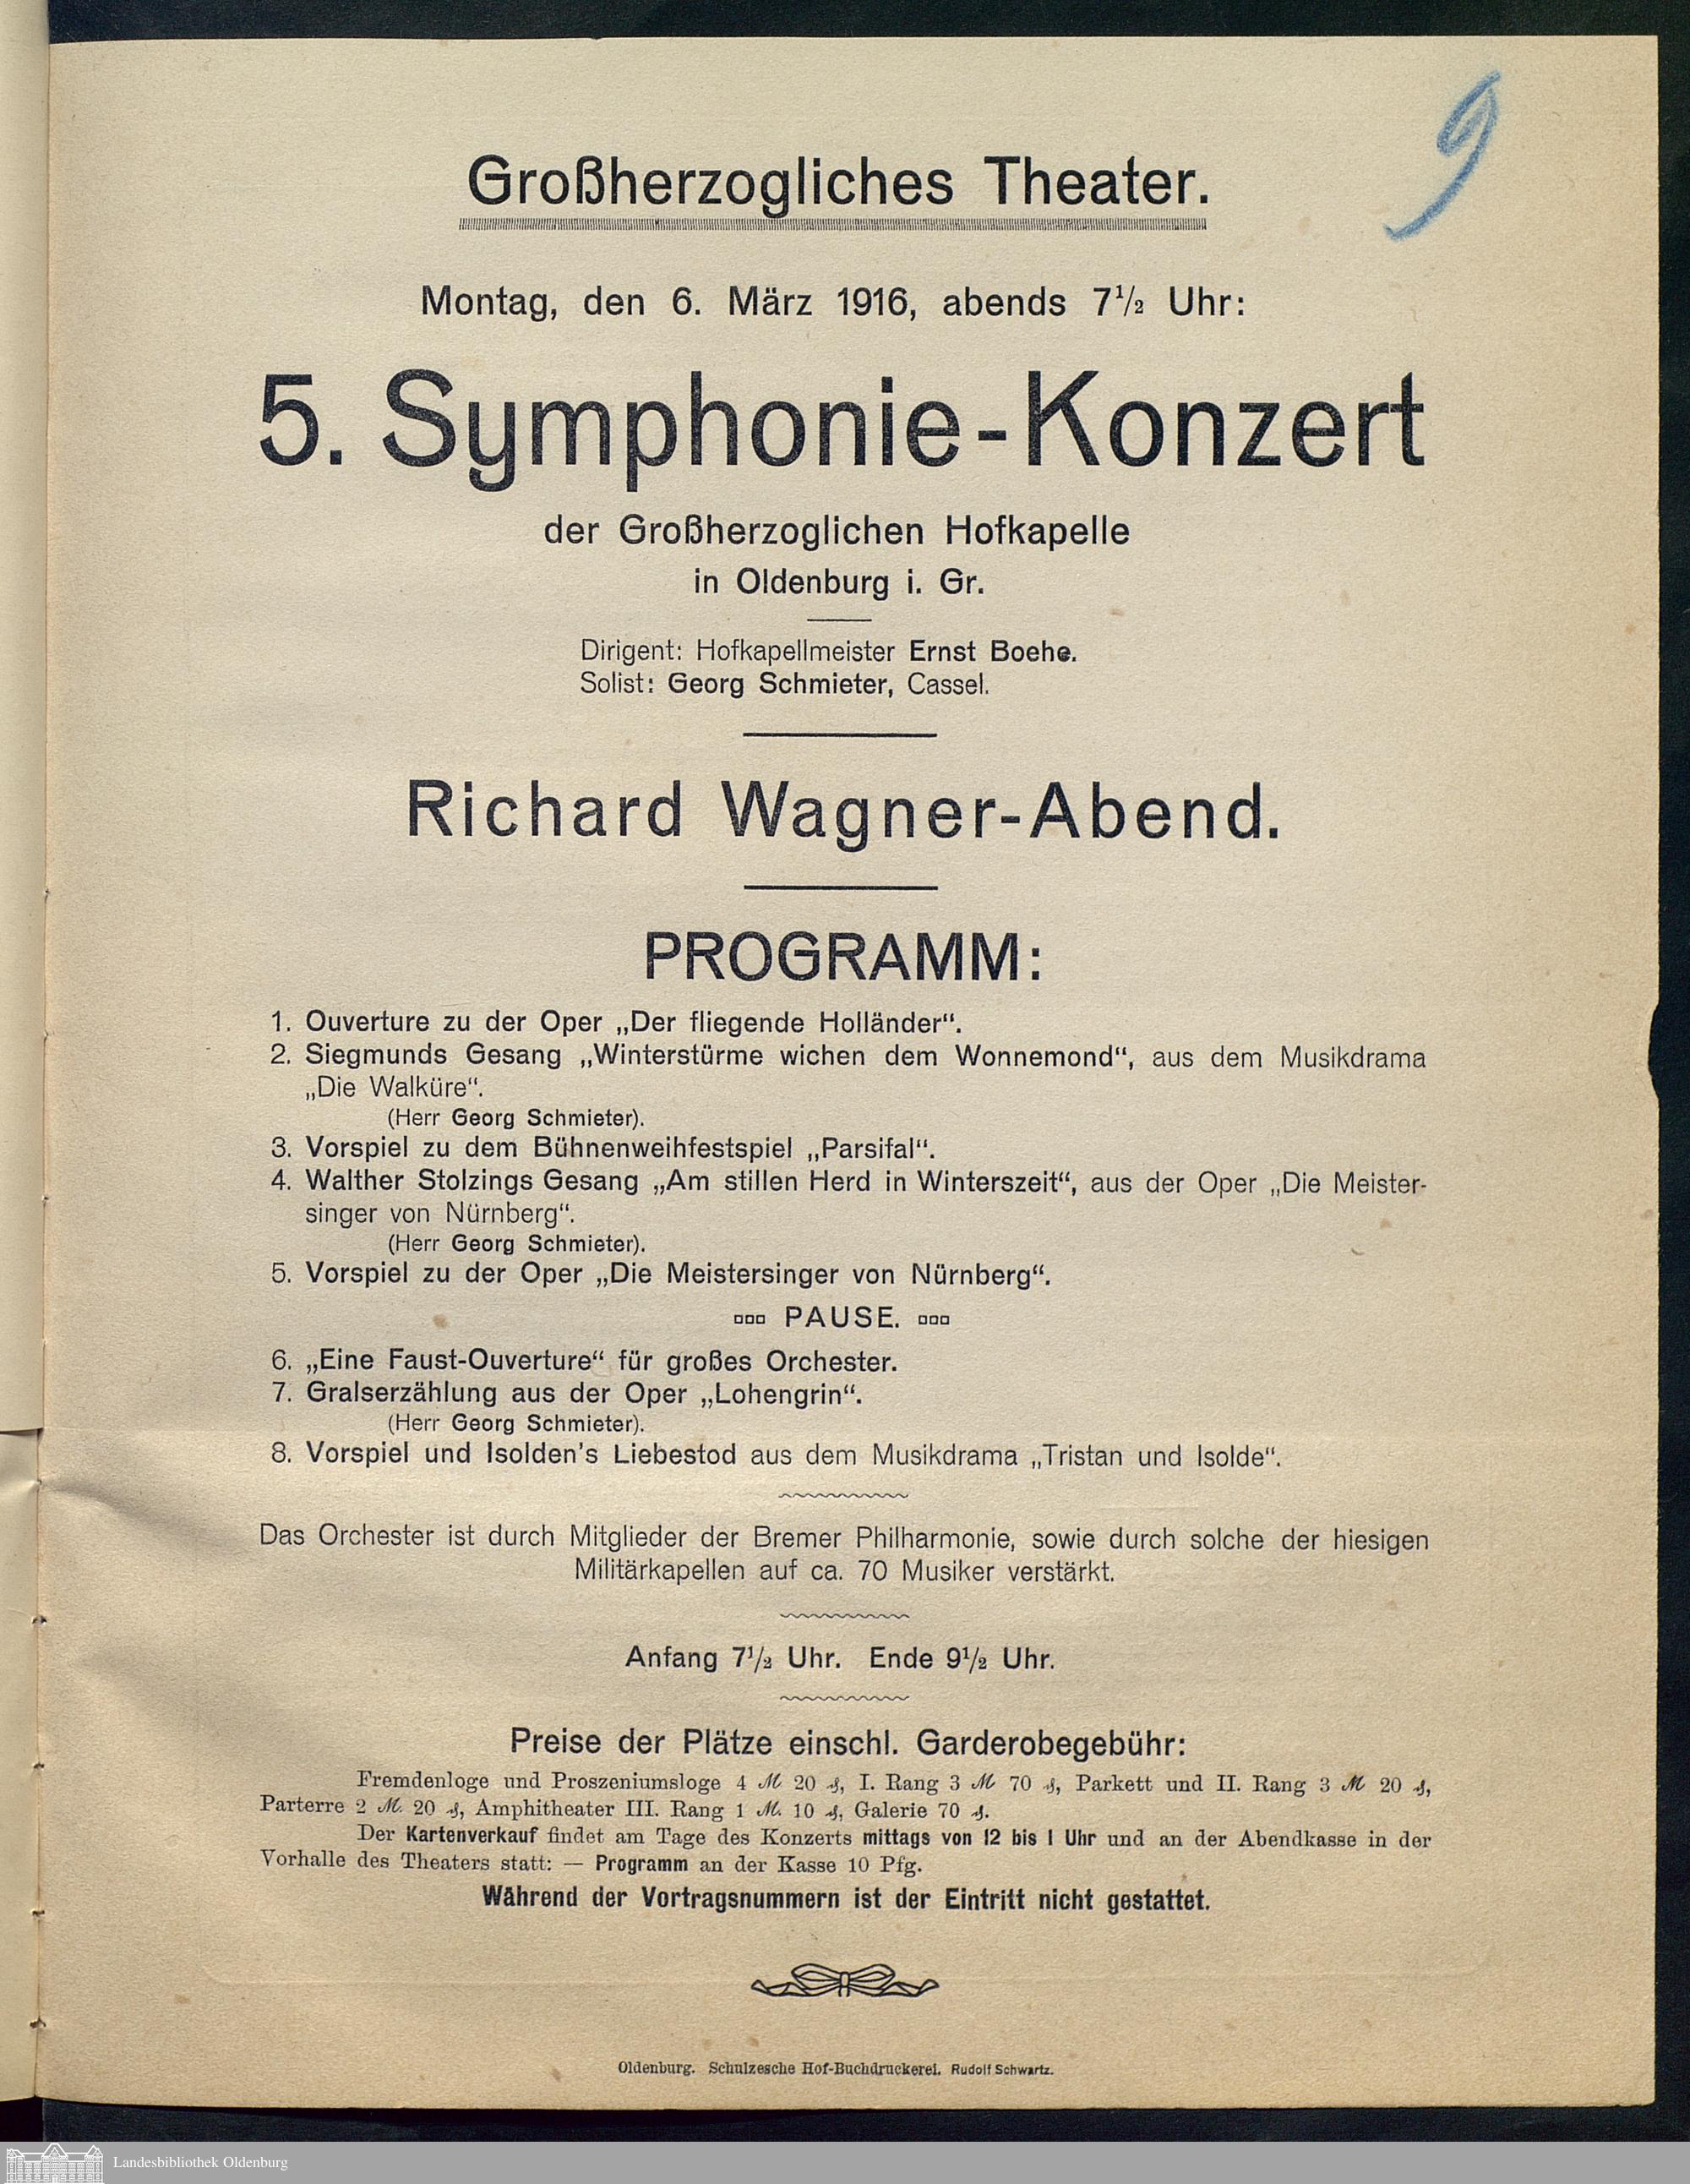 9
Großherzogliches Theater.
Montag, den 6. März 1916, abends 7½ Uhr:
5. Symphonie-Konzert
der Großherzoglichen Hofkapelle
in Oldenburg i. Gr.
Dirigent: Hofkapellmeister Ernst Boehe.
Solist: Georg Schmieter, Cassel.
Richard Wagner-Abend.
PROGRAMM:
1. Ouverture zu der Oper „Der fliegende Holländer“.
2. Siegmunds Gesang „Winterstürme wichen dem Wonnemond“, aus dem Musikdrama
„Die Walküre“.
(Herr Georg Schmieter).
3. Vorspiel zu dem Bühnenweihfestspiel „Parsifal“.
4. Walther Stolzings Gesang „Am stillen Herd in Winterszeit“, aus der Oper „Die Meister-
singer von Nürnberg“.
(Herr Georg Schmieter).
5. Vorspiel zu der Oper „Die Meistersinger von Nürnberg“.
▫▫▫ PAUSE. ▫▫▫
6. „Eine Faust-Ouverture“ für großes Orchester.
7. Gralserzählung aus der Oper „Lohengrin“.
(Herr Georg Schmieter).
8. Vorspiel und Isolden's Liebestod aus dem Musikdrama „Tristan und Isolde“.
Das Orchester ist durch Mitglieder der Bremer Philharmonie, sowie durch solche der hiesigen
Militärkapellen auf ca. 70 Musiker verstärkt.
Anfang 7½ Uhr. Ende 9½ Uhr.
Preise der Plätze einschl. Garderobegebühr:
Fremdenloge und Proszeniumsloge 4 ℳ 20 ₰, I. Rang 3 ℳ 70 ₰, Parkett und II. Rang 3 ℳ 20 ₰,
Parterre 2 ℳ. 20 ₰, Amphitheater III. Rang 1 ℳ. 10 ₰, Galerie 70 ₰.
Der Kartenverkauf findet am Tage des Konzerts mittags von 12 bis 1 Uhr und an der Abendkasse in der
Vorhalle des Theaters statt: — Programm an der Kasse 10 Pfg.
Während der Vortragsnummern ist der Eintritt nicht gestattet.
Oldenburg. Schulzesche Hof-Buchdruckerei. Rudolf Schwartz.
Landesbibliothek Oldenburg